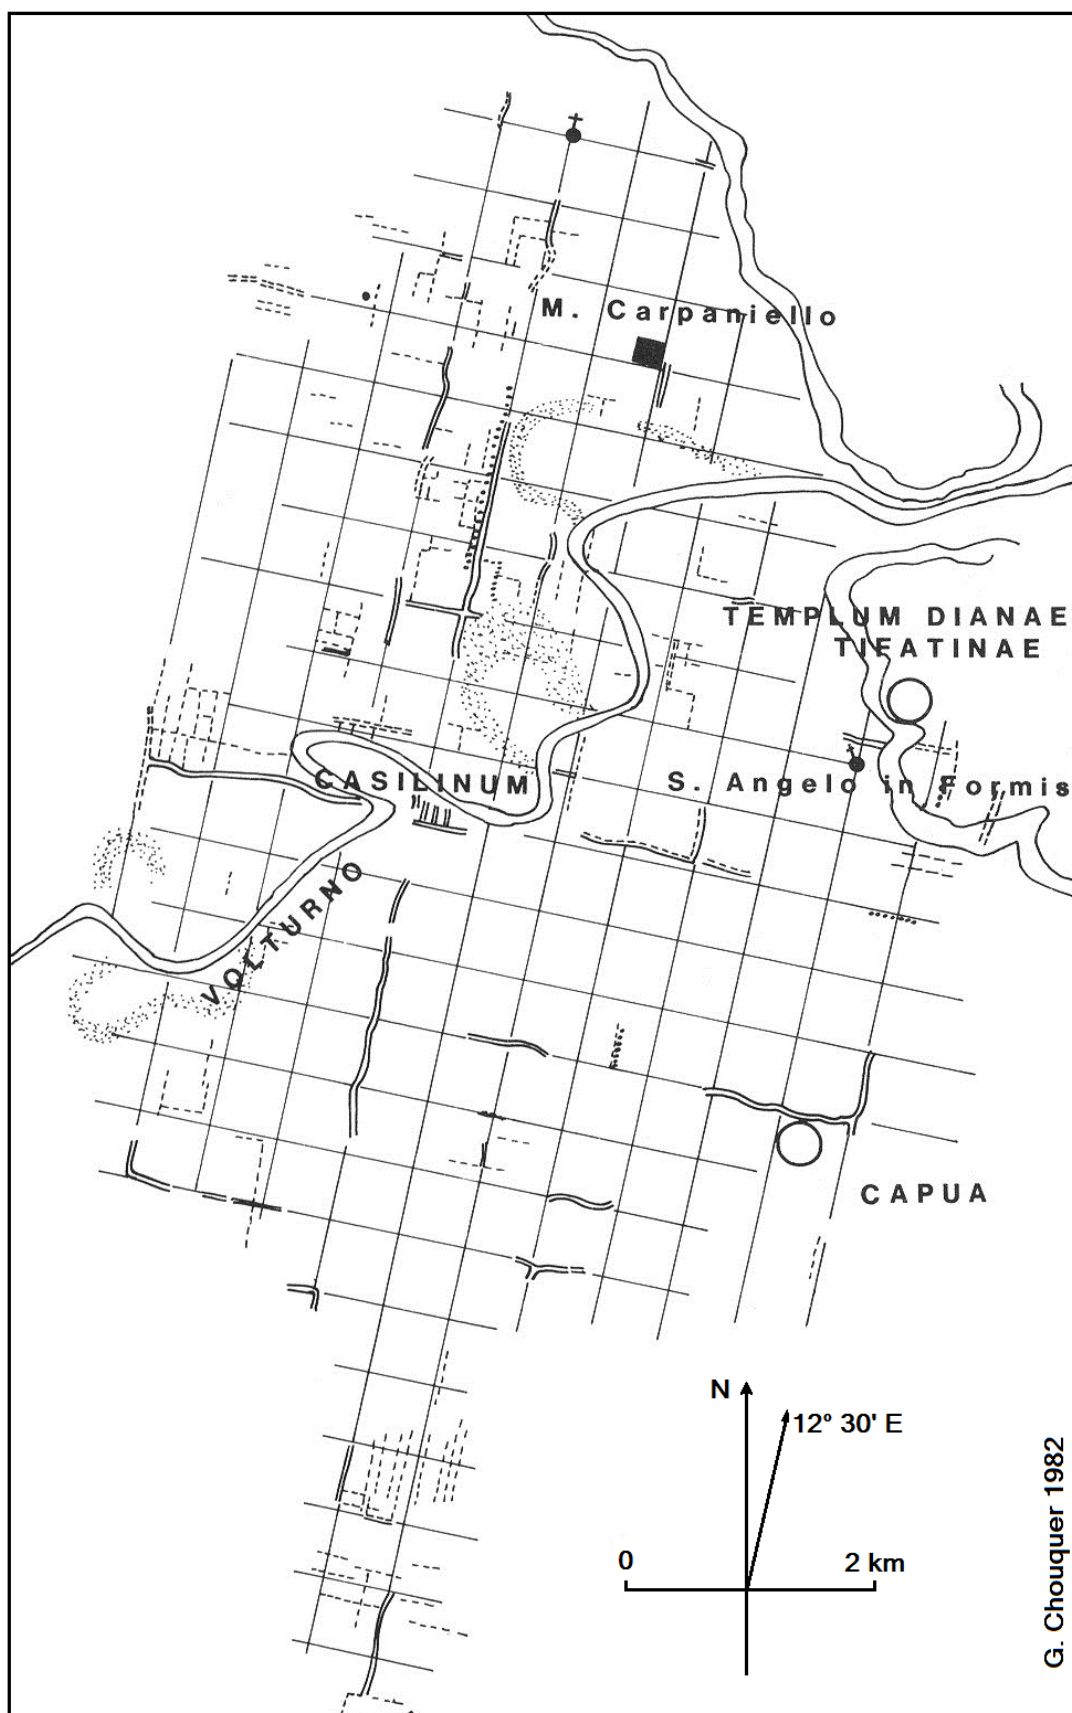 M. Carpaniello
TEMPLUM DIANAE
TIFATINAE
CASILINUM
S. Angelo in Formis
VOLTURNO
CAPUA
N
12° 30' E
0
2 km
G. Chouquer 1982